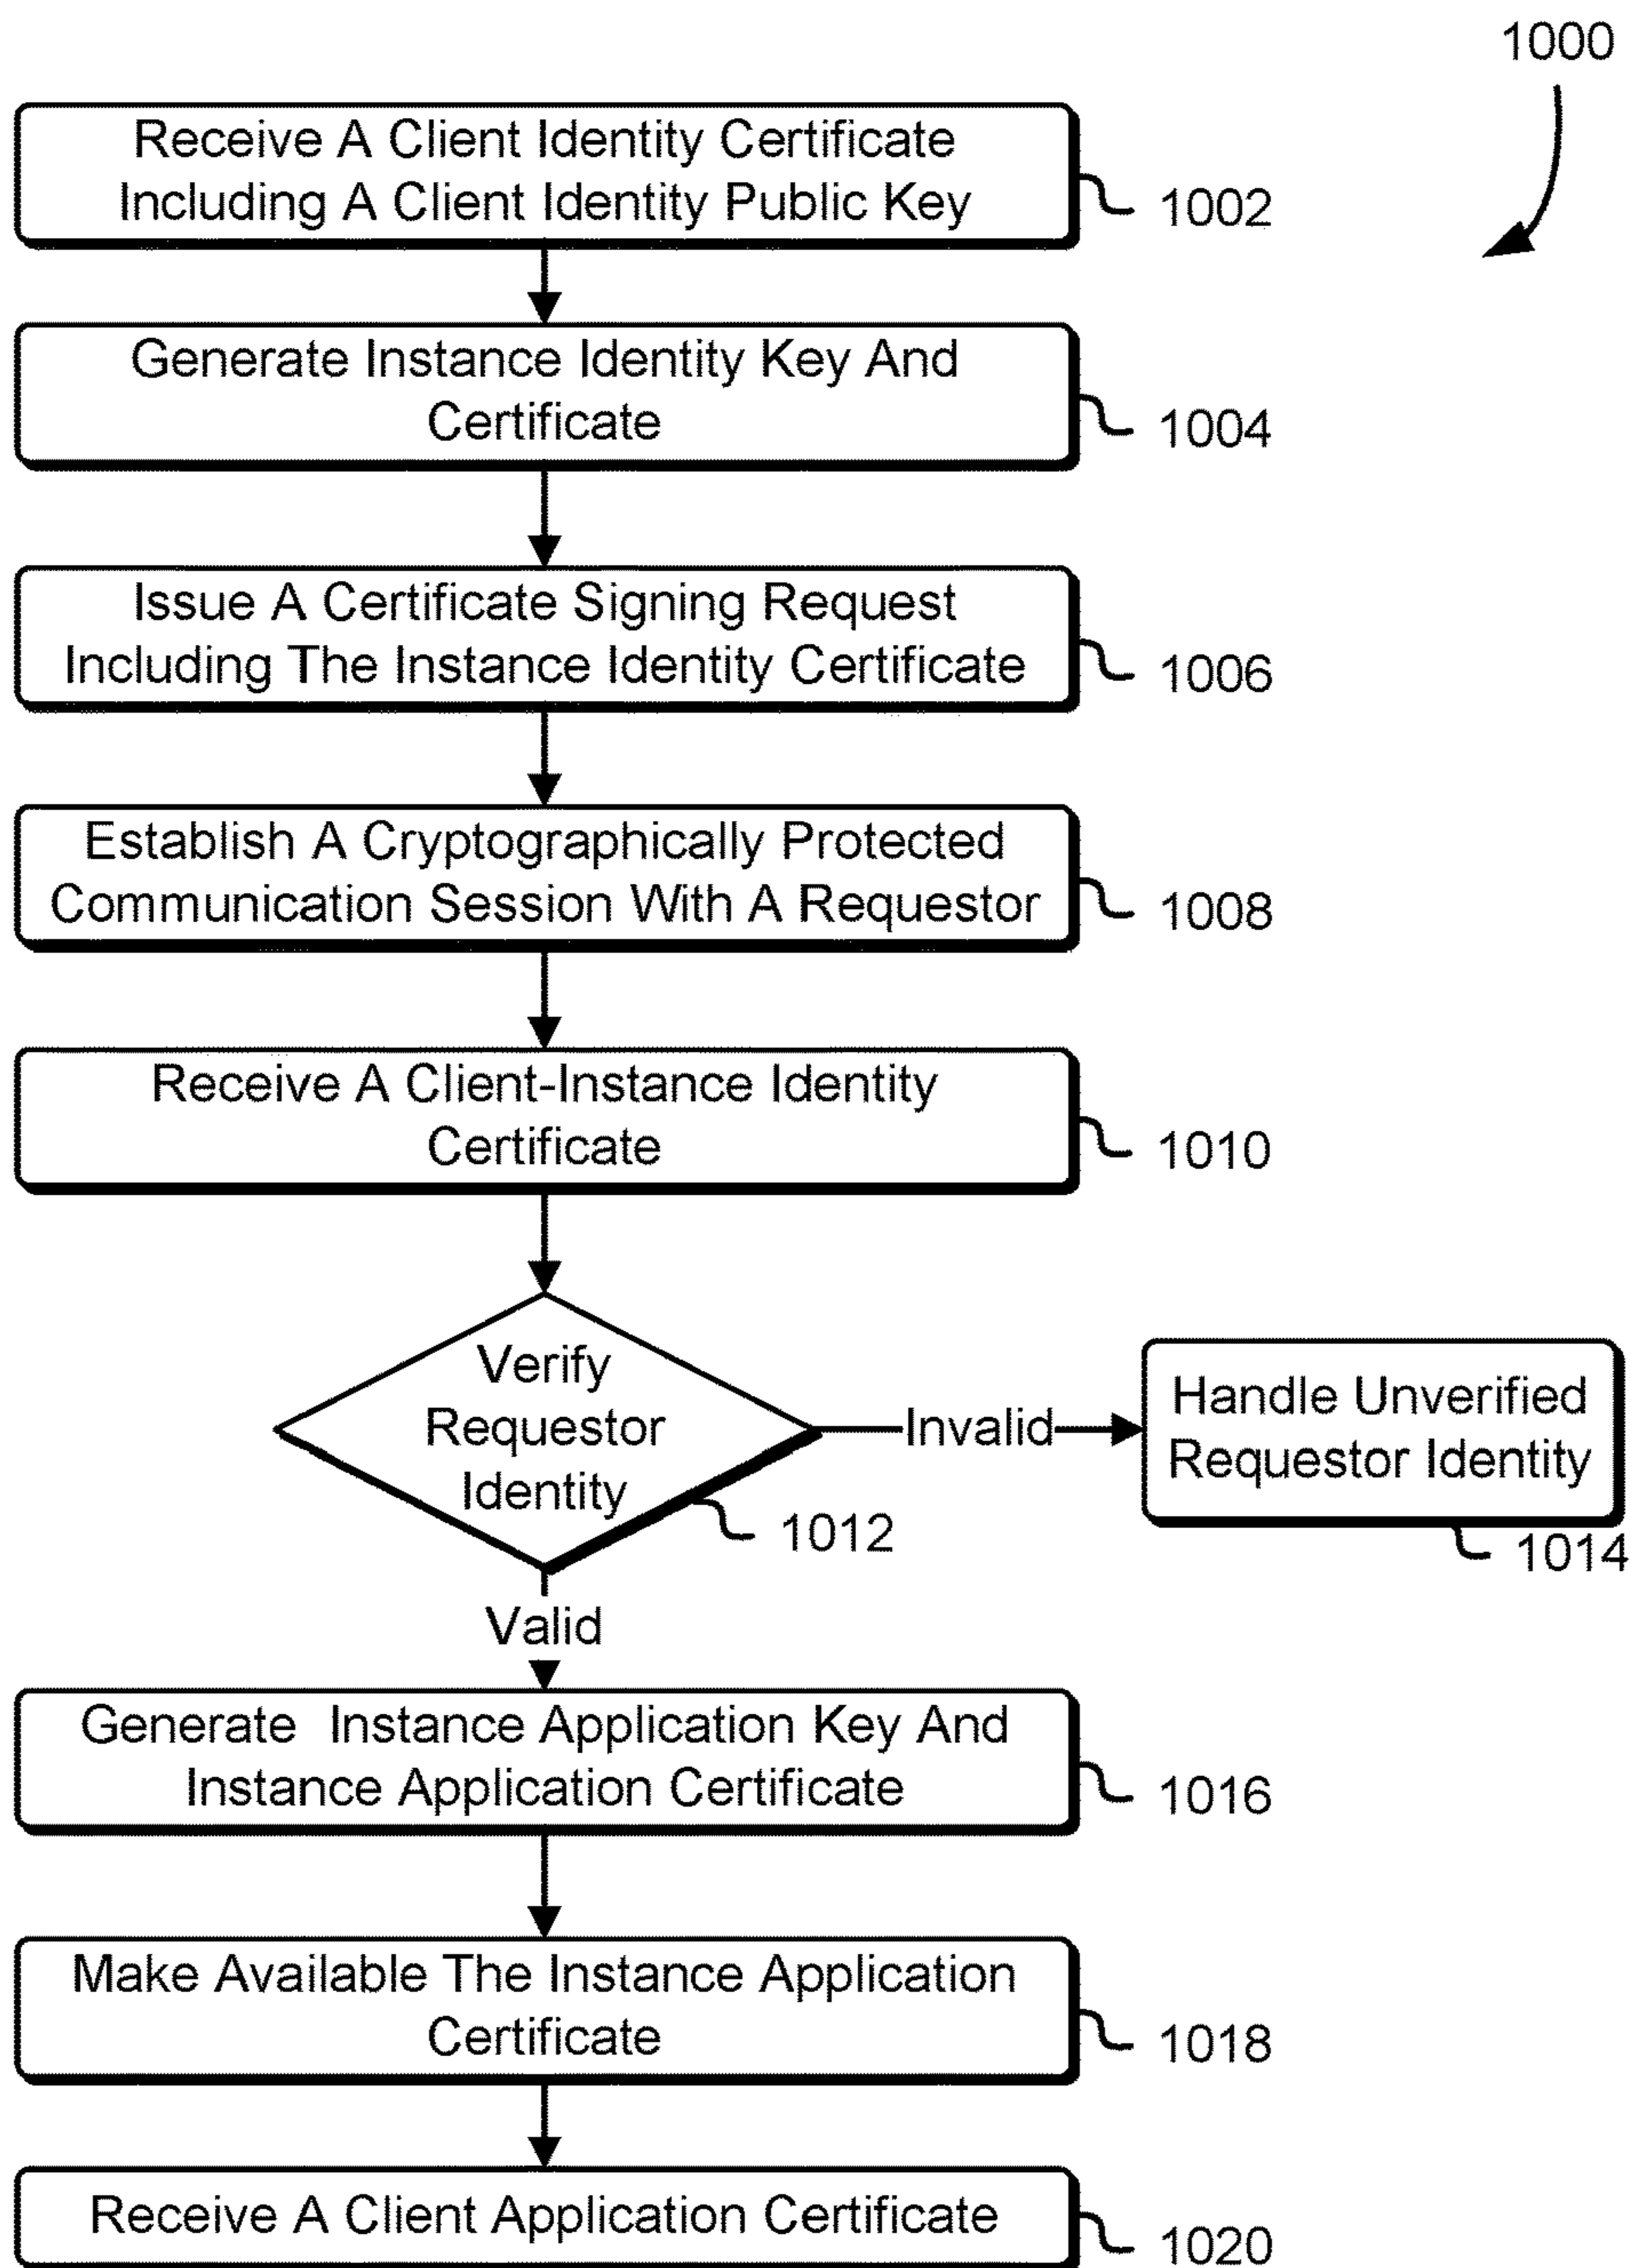 1000
Receive A Client Identity Certificate
Including A Client Identity Public Key
1002
Generate Instance Identity Key And
Certificate
1004
Issue A Certificate Signing Request
Including The Instance Identity Certificate
1006
Establish A Cryptographically Protected
Communication Session With A Requestor
1008
Receive A Client-Instance Identity
Certificate
1010
Verify
Requestor
Identity
1012
Invalid
Handle Unverified
Requestor Identity
1014
Valid
Generate  Instance Application Key And
Instance Application Certificate
1016
Make Available The Instance Application
Certificate
1018
Receive A Client Application Certificate
1020